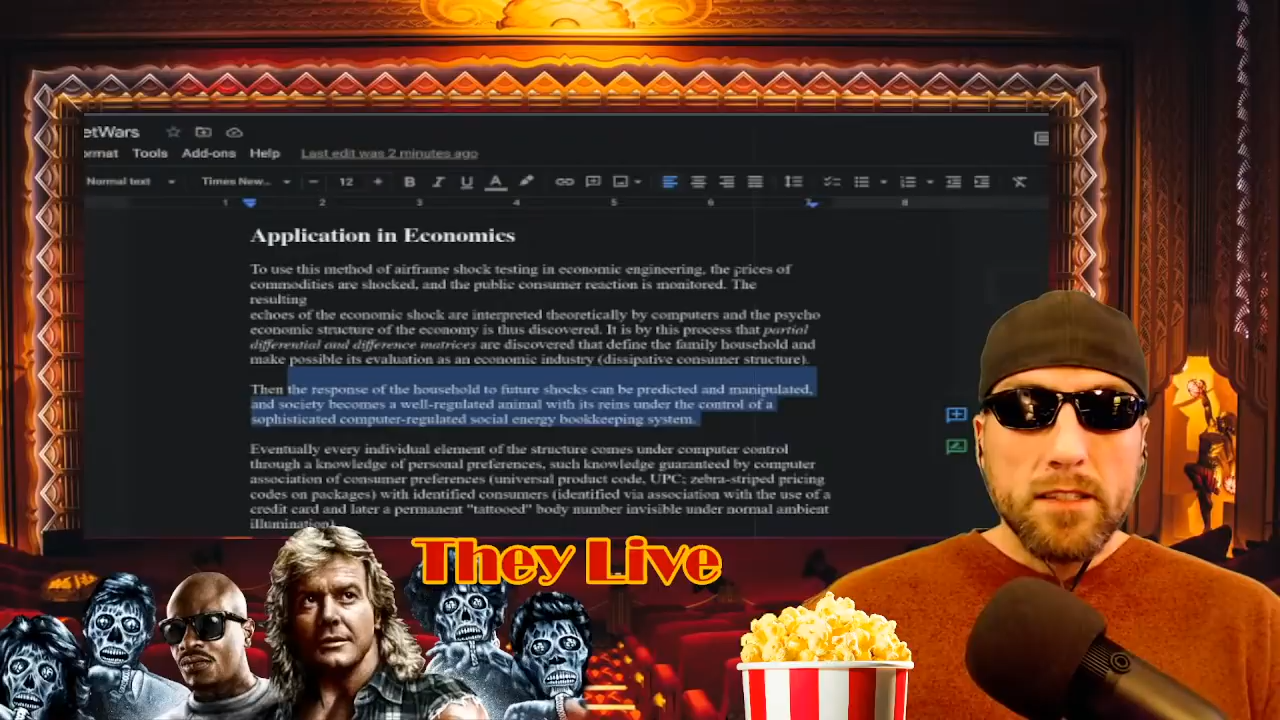 etWars
ormat Tools Add-ons Help Last edit was 2 minutes ago
Normal text Times New... 12 B I U A
1 2 3 4 5 6 7 8
Application in Economics
To use this method of airframe shock testing in economic engineering, the prices of
commodities are shocked, and the public consumer reaction is monitored. The
resulting
echoes of the economic shock are interpreted theoretically by computers and the psycho
economic structure of the economy is thus discovered. It is by this process that partial
differential and difference matrices are discovered that define the family household and
make possible its evaluation as an economic industry (dissipative consumer structure).
Then the response of the household to future shocks can be predicted and manipulated,
and society becomes a well-regulated animal with its reins under the control of a
sophisticated computer-regulated social energy bookkeeping system.
Eventually every individual element of the structure comes under computer control
through a knowledge of personal preferences, such knowledge guaranteed by computer
association of consumer preferences (universal product code, UPC; zebra-striped pricing
codes on packages) with identified consumers (identified via association with the use of a
credit card and later a permanent "tattooed" body number invisible under normal ambient
illumination).
They Live